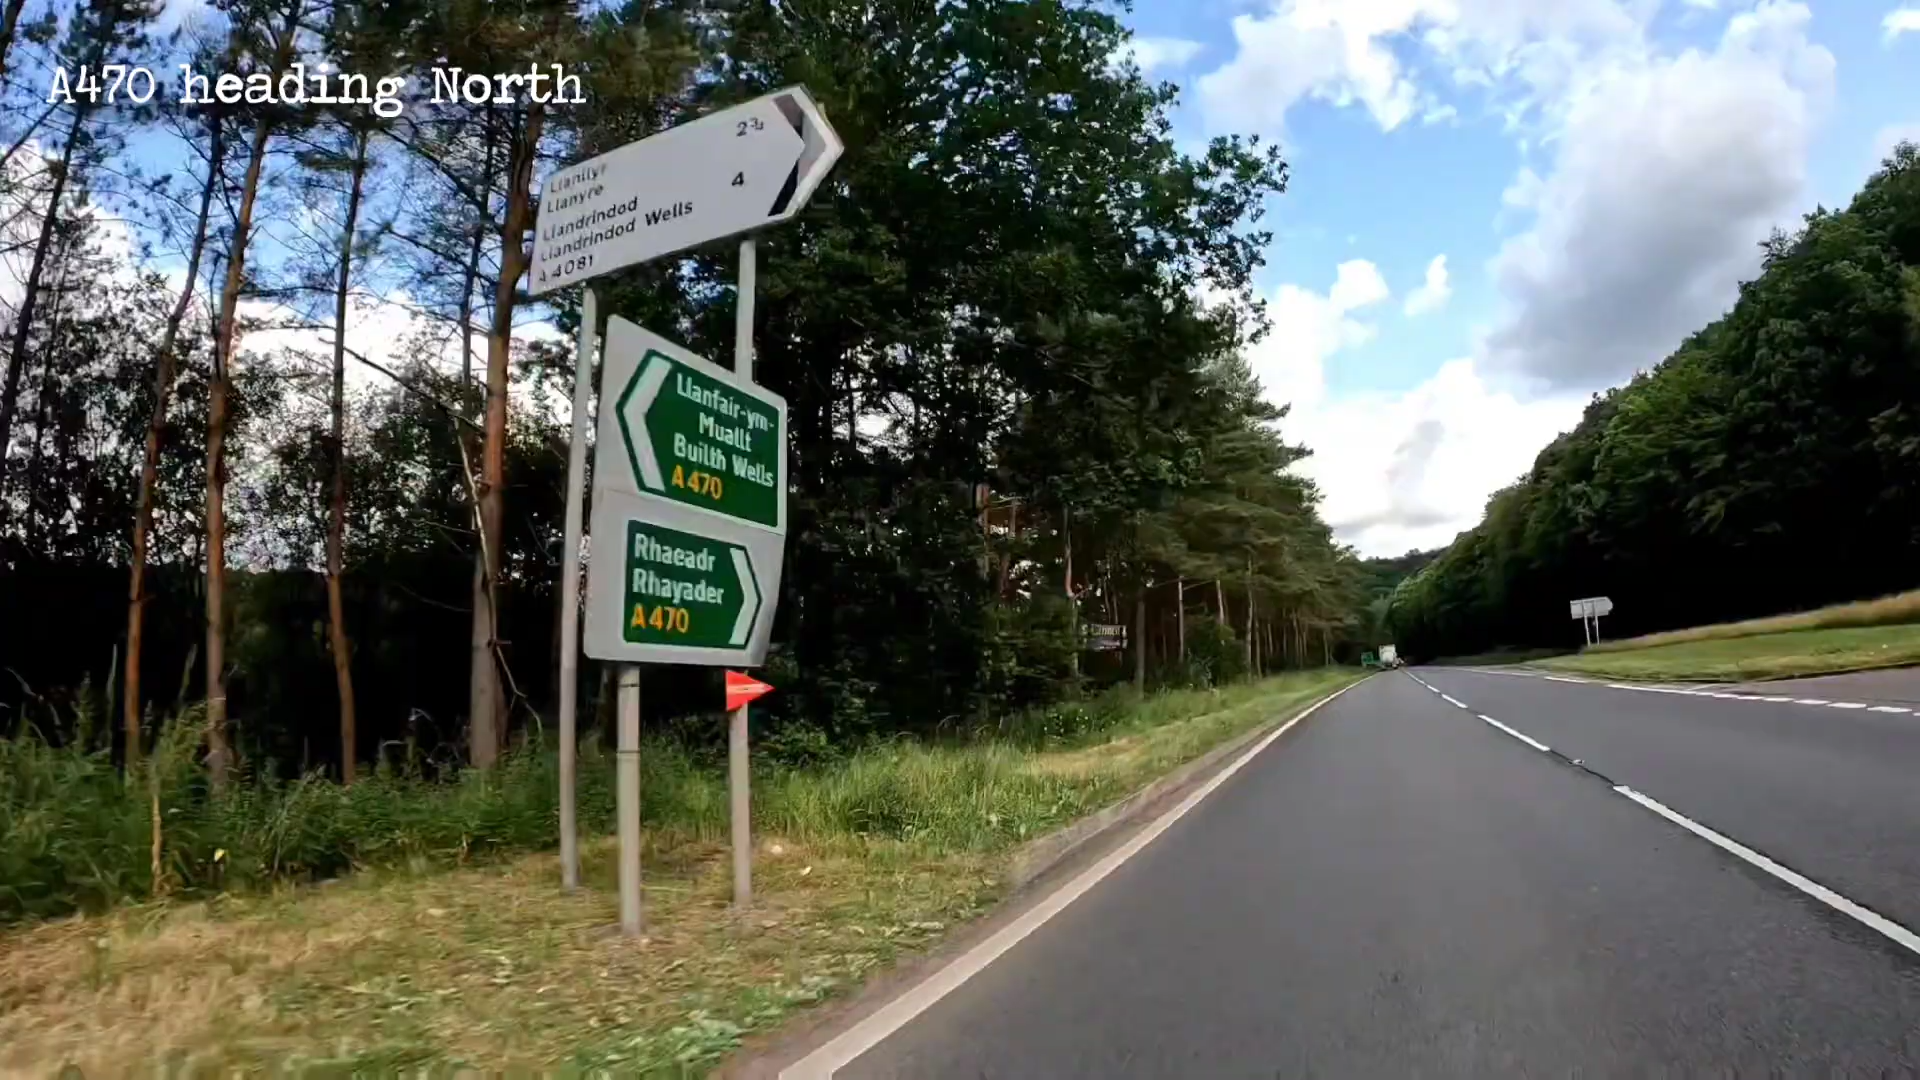 A470 heading North
2¾
Llanllyr
Llanyre
4
Llandrindod
Llandrindod Wells
A4081
Llanfair-ym-
Muallt
Builth Wells
A470
Rhaeadr
Rhayader
A470